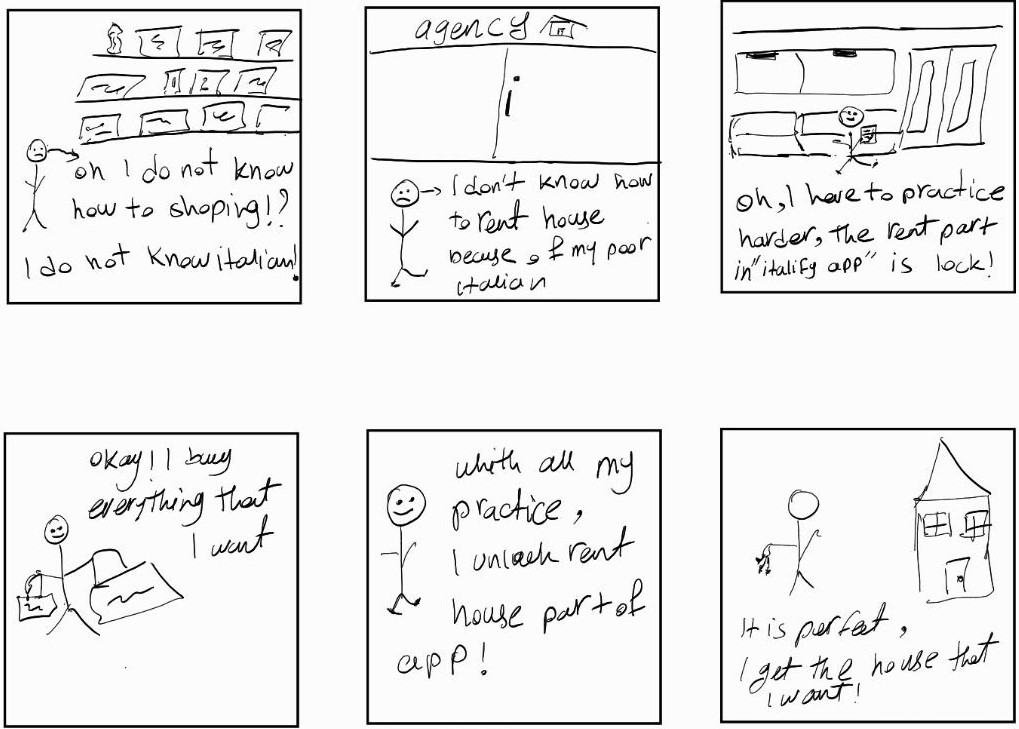 oh I do not know
how to shoping!?
I do not know italian!
agency
i
I don't know how
to rent house
becuse of my poor
italian
oh, I have to practice
harder, the rent part
in "italify app" is lock!
okay! I buy
everything that
I want
whith all my
practice,
I unlock rent
house part of
app!
It is perfect,
I get the house that
I want!